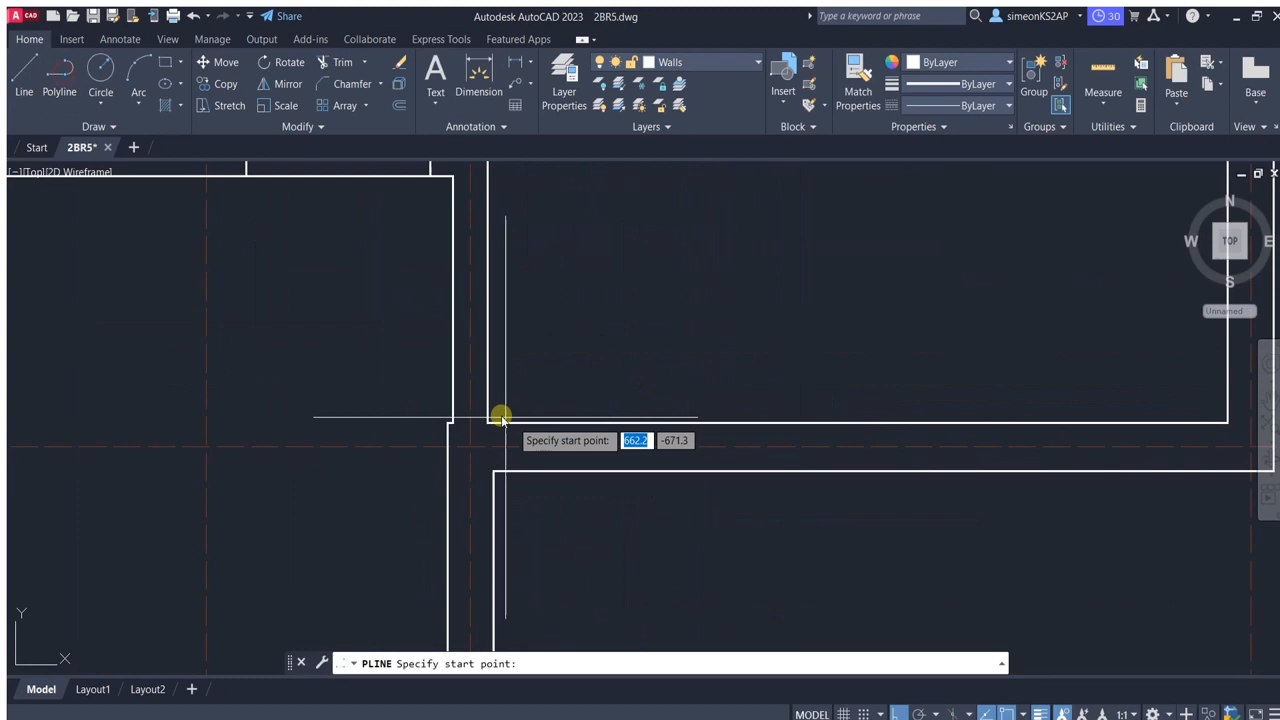 CAD
Share
Autodesk AutoCAD 2023 2BR5.dwg
Type a keyword or phrase
simeonKS2AP
30
Home Insert Annotate View Manage Output Add-ins Collaborate Express Tools Featured Apps
Move Rotate Trim
Walls
ByLayer
Line Polyline Circle Arc
Copy Mirror Chamfer
Text Dimension
Layer Properties
Insert
Match Properties
ByLayer
Group
Measure
Paste
Base
Stretch Scale Array
ByLayer
Draw Modify Annotation Layers Block Properties Groups Utilities Clipboard View
Start 2BR5*
[−][Top][2D Wireframe]
N
W TOP E
S
Unnamed
Specify start point: 662.2 -671.3
Y
X
PLINE Specify start point:
Model Layout1 Layout2
MODEL 1:1